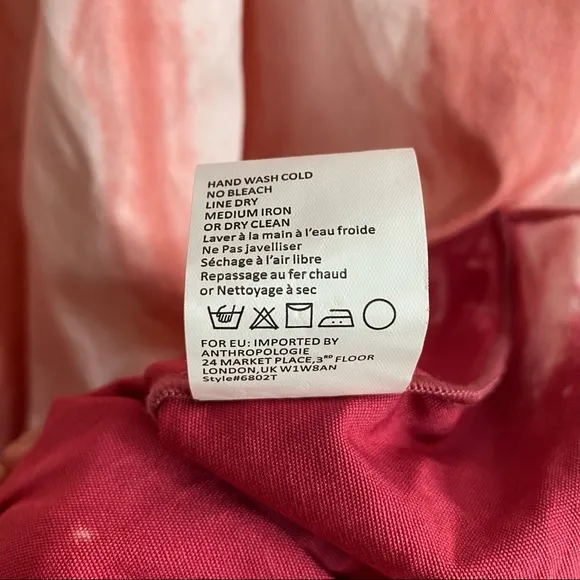 HAND WASH COLD
NO BLEACH
LINE DRY
MEDIUM IRON
OR DRY CLEAN
Laver à la main à l'eau froide
Ne Pas javelliser
Séchage à l'air libre
Repassage au fer chaud
or Nettoyage à sec
FOR EU: IMPORTED BY
ANTHROPOLOGIE
24 MARKET PLACE,3RD FLOOR
LONDON,UK W1W8AN
Style#6802T